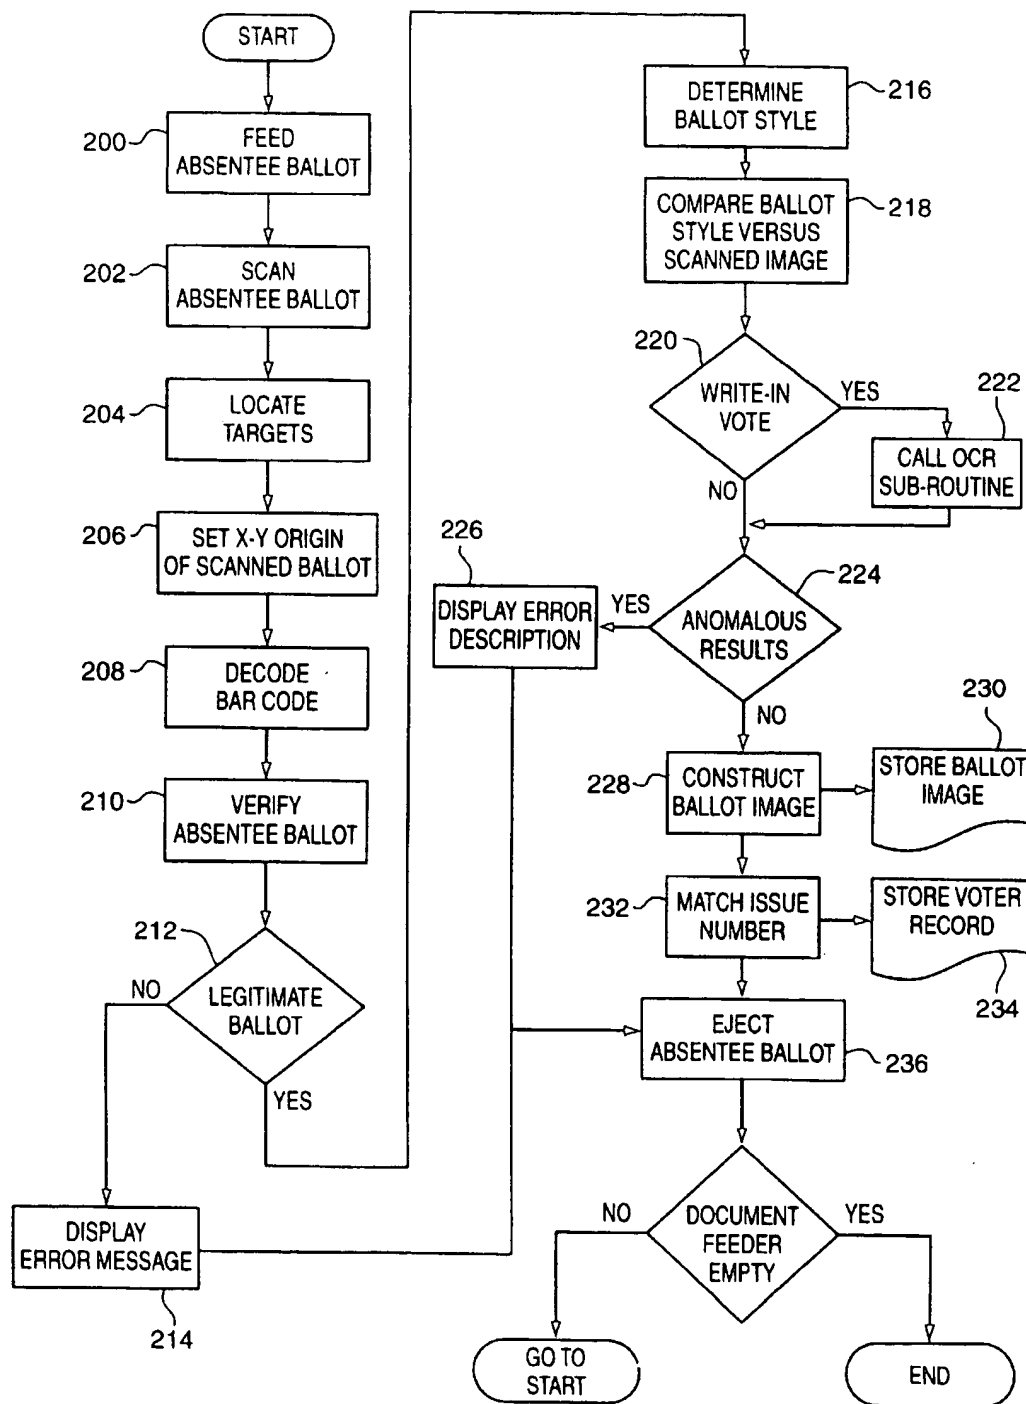 START
200
FEED
ABSENTEE BALLOT
202
SCAN
ABSENTEE BALLOT
204
LOCATE
TARGETS
206
SET X-Y ORIGIN
OF SCANNED BALLOT
208
DECODE
BAR CODE
210
VERIFY
ABSENTEE BALLOT
212
LEGITIMATE
BALLOT
NO
YES
DISPLAY
ERROR MESSAGE
214
DETERMINE
BALLOT STYLE
216
COMPARE BALLOT
STYLE VERSUS
SCANNED IMAGE
218
220
WRITE-IN
VOTE
YES
NO
222
CALL OCR
SUB-ROUTINE
224
ANOMALOUS
RESULTS
YES
NO
226
DISPLAY ERROR
DESCRIPTION
228
CONSTRUCT
BALLOT IMAGE
230
STORE BALLOT
IMAGE
232
MATCH ISSUE
NUMBER
STORE VOTER
RECORD
234
EJECT
ABSENTEE BALLOT
236
DOCUMENT
FEEDER
EMPTY
NO
YES
GO TO
START
END